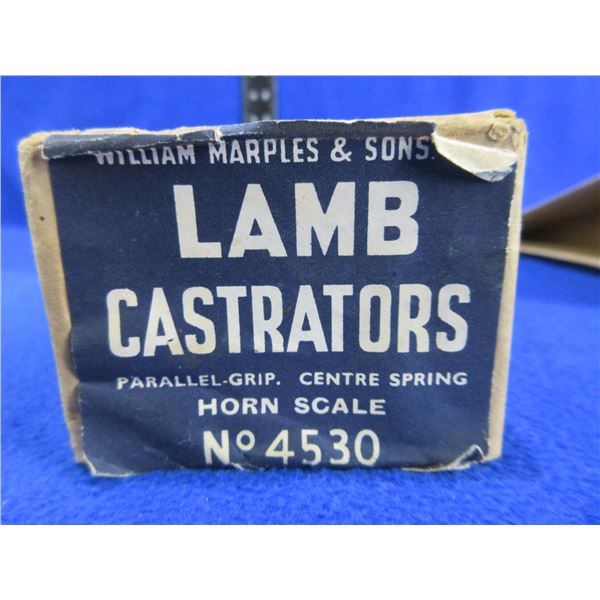 WILLIAM MARPLES & SONS.
LAMB
CASTRATORS
PARALLEL-GRIP. CENTRE SPRING
HORN SCALE
No 4530